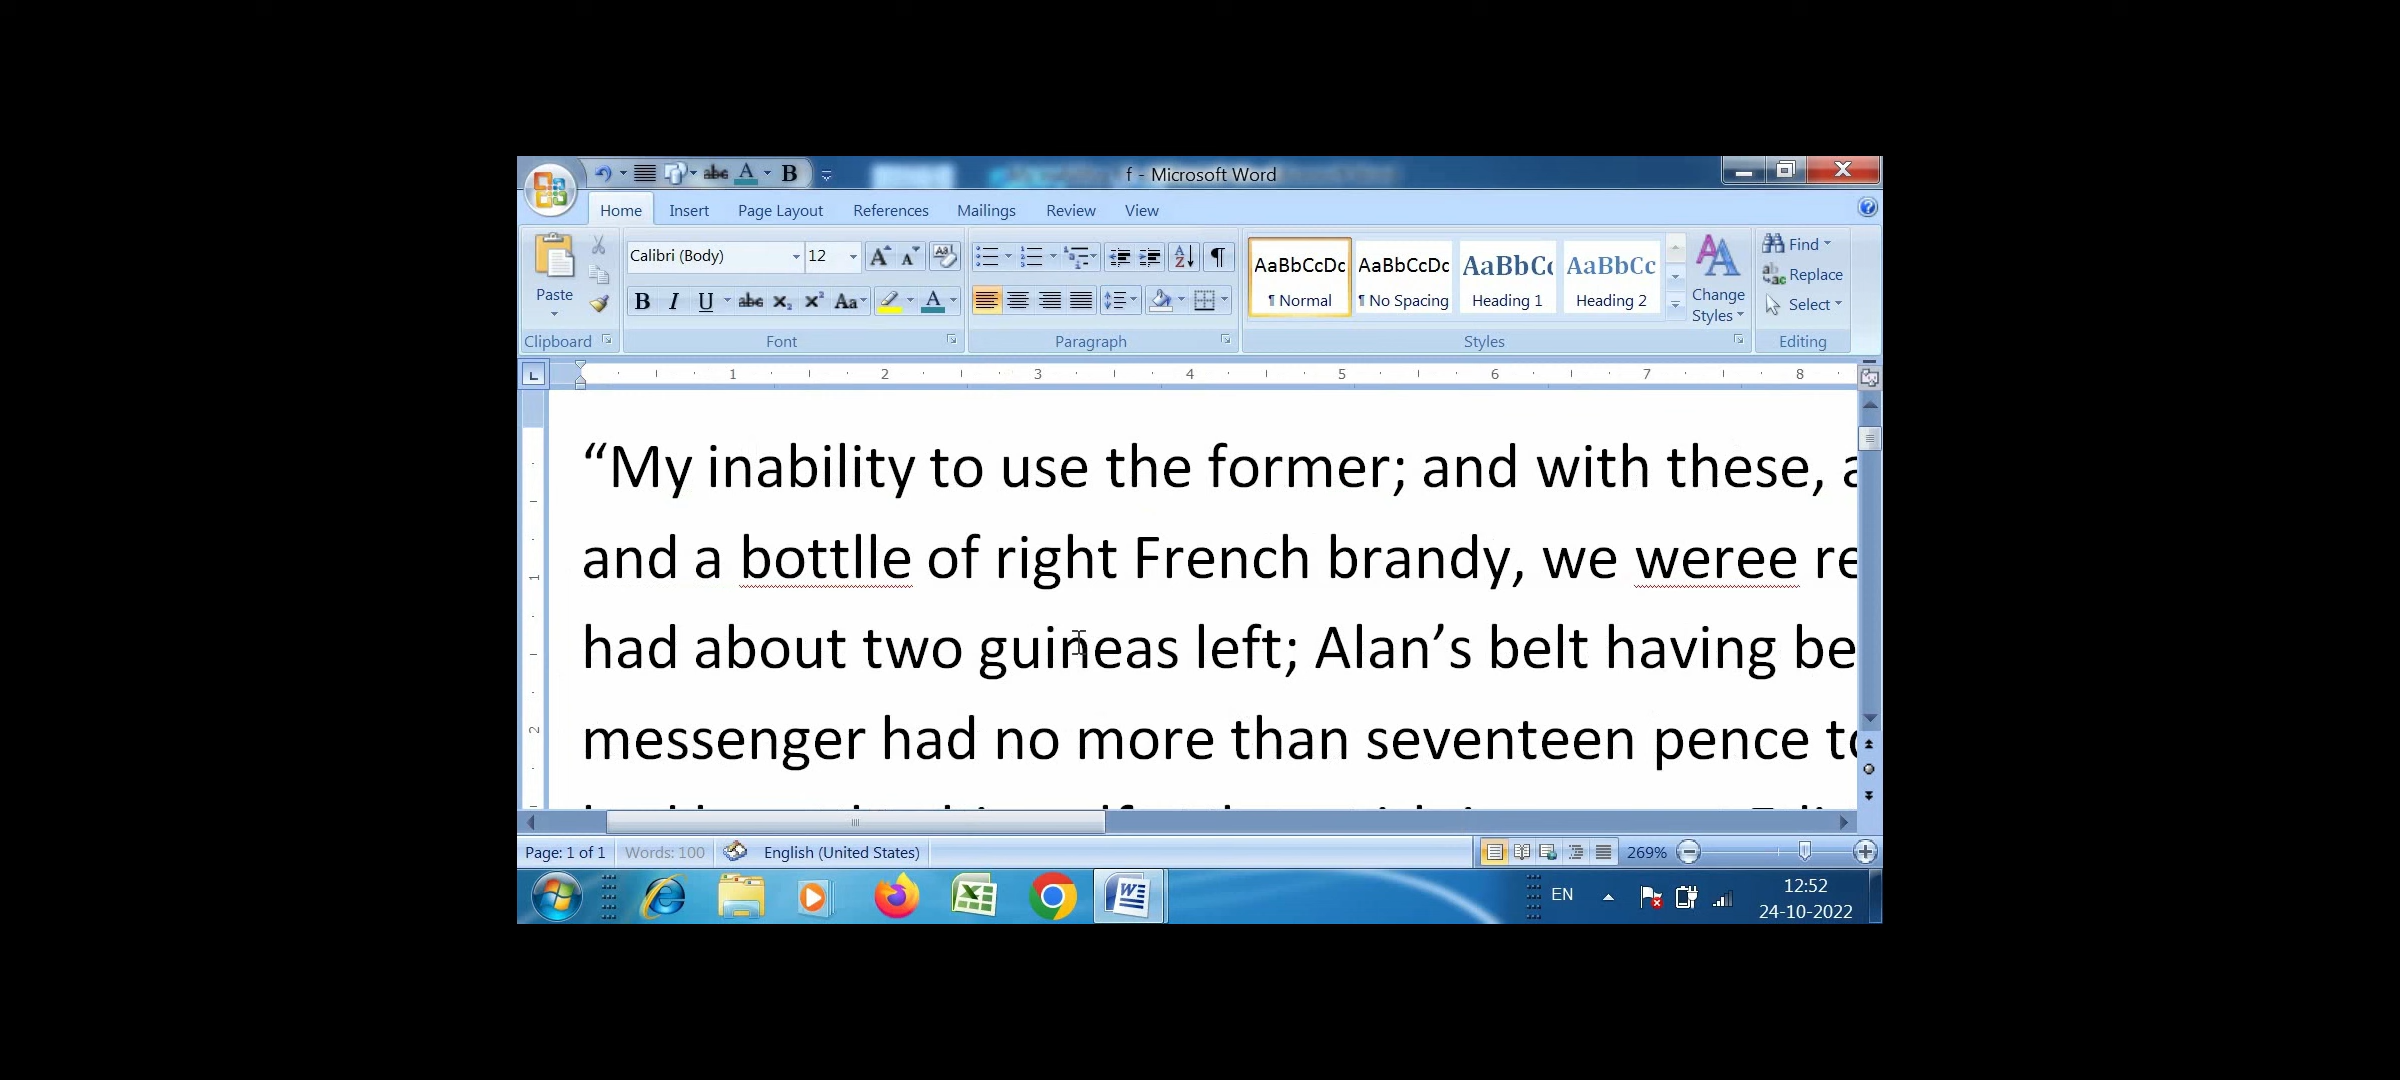 f - Microsoft Word
Home Insert Page Layout References Mailings Review View
Paste
Clipboard
Calibri (Body) 12
Font
Paragraph
AaBbCcDc AaBbCcDc AaBbCc AaBbCc
¶ Normal ¶ No Spacing Heading 1 Heading 2
Change Styles
Styles
Find
Replace
Select
Editing
1 2 3 4 5 6 7 8
“My inability to use the former; and with these,
and a bottlle of right French brandy, we weree re
had about two guineas left; Alan’s belt having be
messenger had no more than seventeen pence to
Page: 1 of 1 Words: 100 English (United States) 269%
EN 12:52
24-10-2022